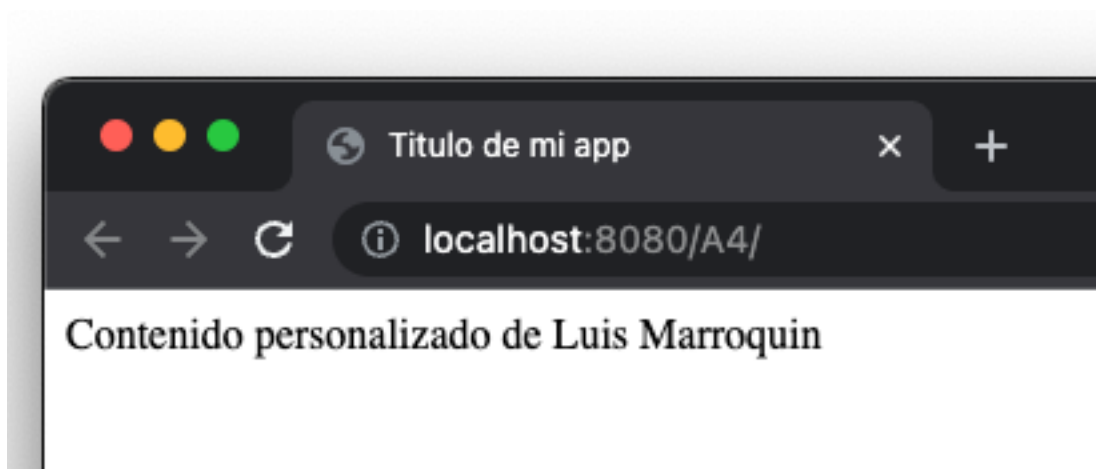 Titulo de mi app
localhost:8080/A4/
Contenido personalizado de Luis Marroquin